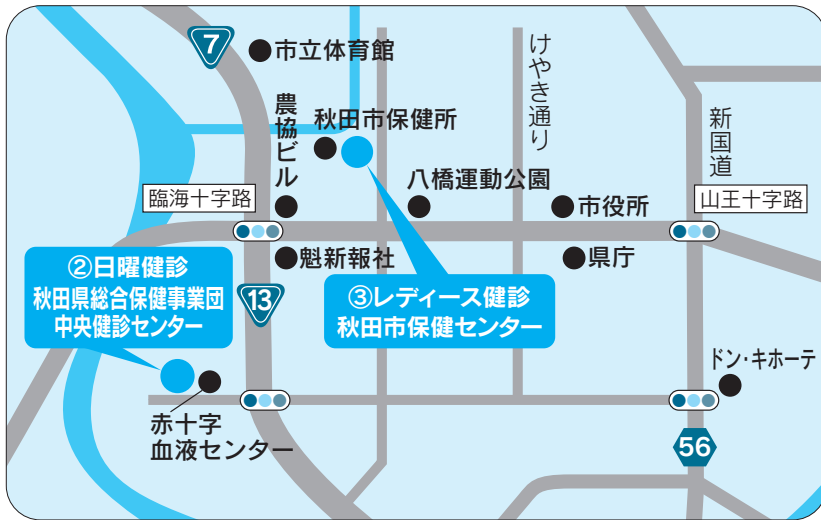 7
市立体育館
けやき通り
農協ビル
秋田市保健所
新国道
八橋運動公園
臨海十字路
市役所
山王十字路
魁新報社
県庁
②日曜健診
秋田県総合保健事業団
中央健診センター
13
③レディース健診
秋田市保健センター
ドン・キホーテ
赤十字
血液センター
56